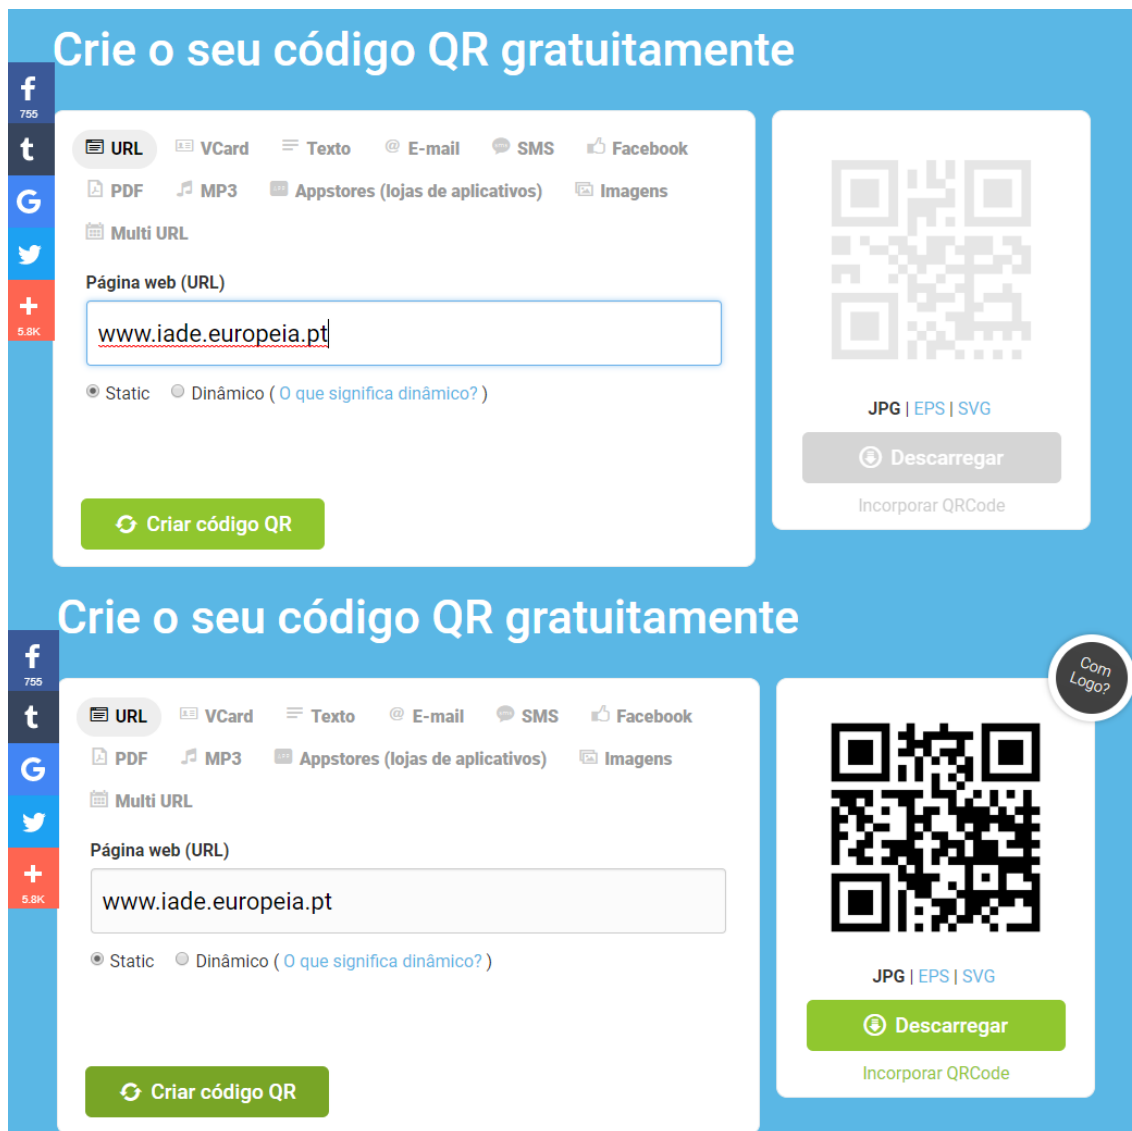 Crie o seu código QR gratuitamente
f
755
t
G
+
5.8K
URL VCard Texto @ E-mail SMS Facebook
PDF MP3 Appstores (lojas de aplicativos) Imagens
Multi URL
Página web (URL)
www.iade.europeia.pt
Static Dinâmico ( O que significa dinâmico? )
Criar código QR
JPG | EPS | SVG
Descarregar
Incorporar QRCode
Crie o seu código QR gratuitamente
f
755
t
G
+
5.8K
URL VCard Texto @ E-mail SMS Facebook
PDF MP3 Appstores (lojas de aplicativos) Imagens
Multi URL
Página web (URL)
www.iade.europeia.pt
Static Dinâmico ( O que significa dinâmico? )
Criar código QR
Com
Logo?
JPG | EPS | SVG
Descarregar
Incorporar QRCode